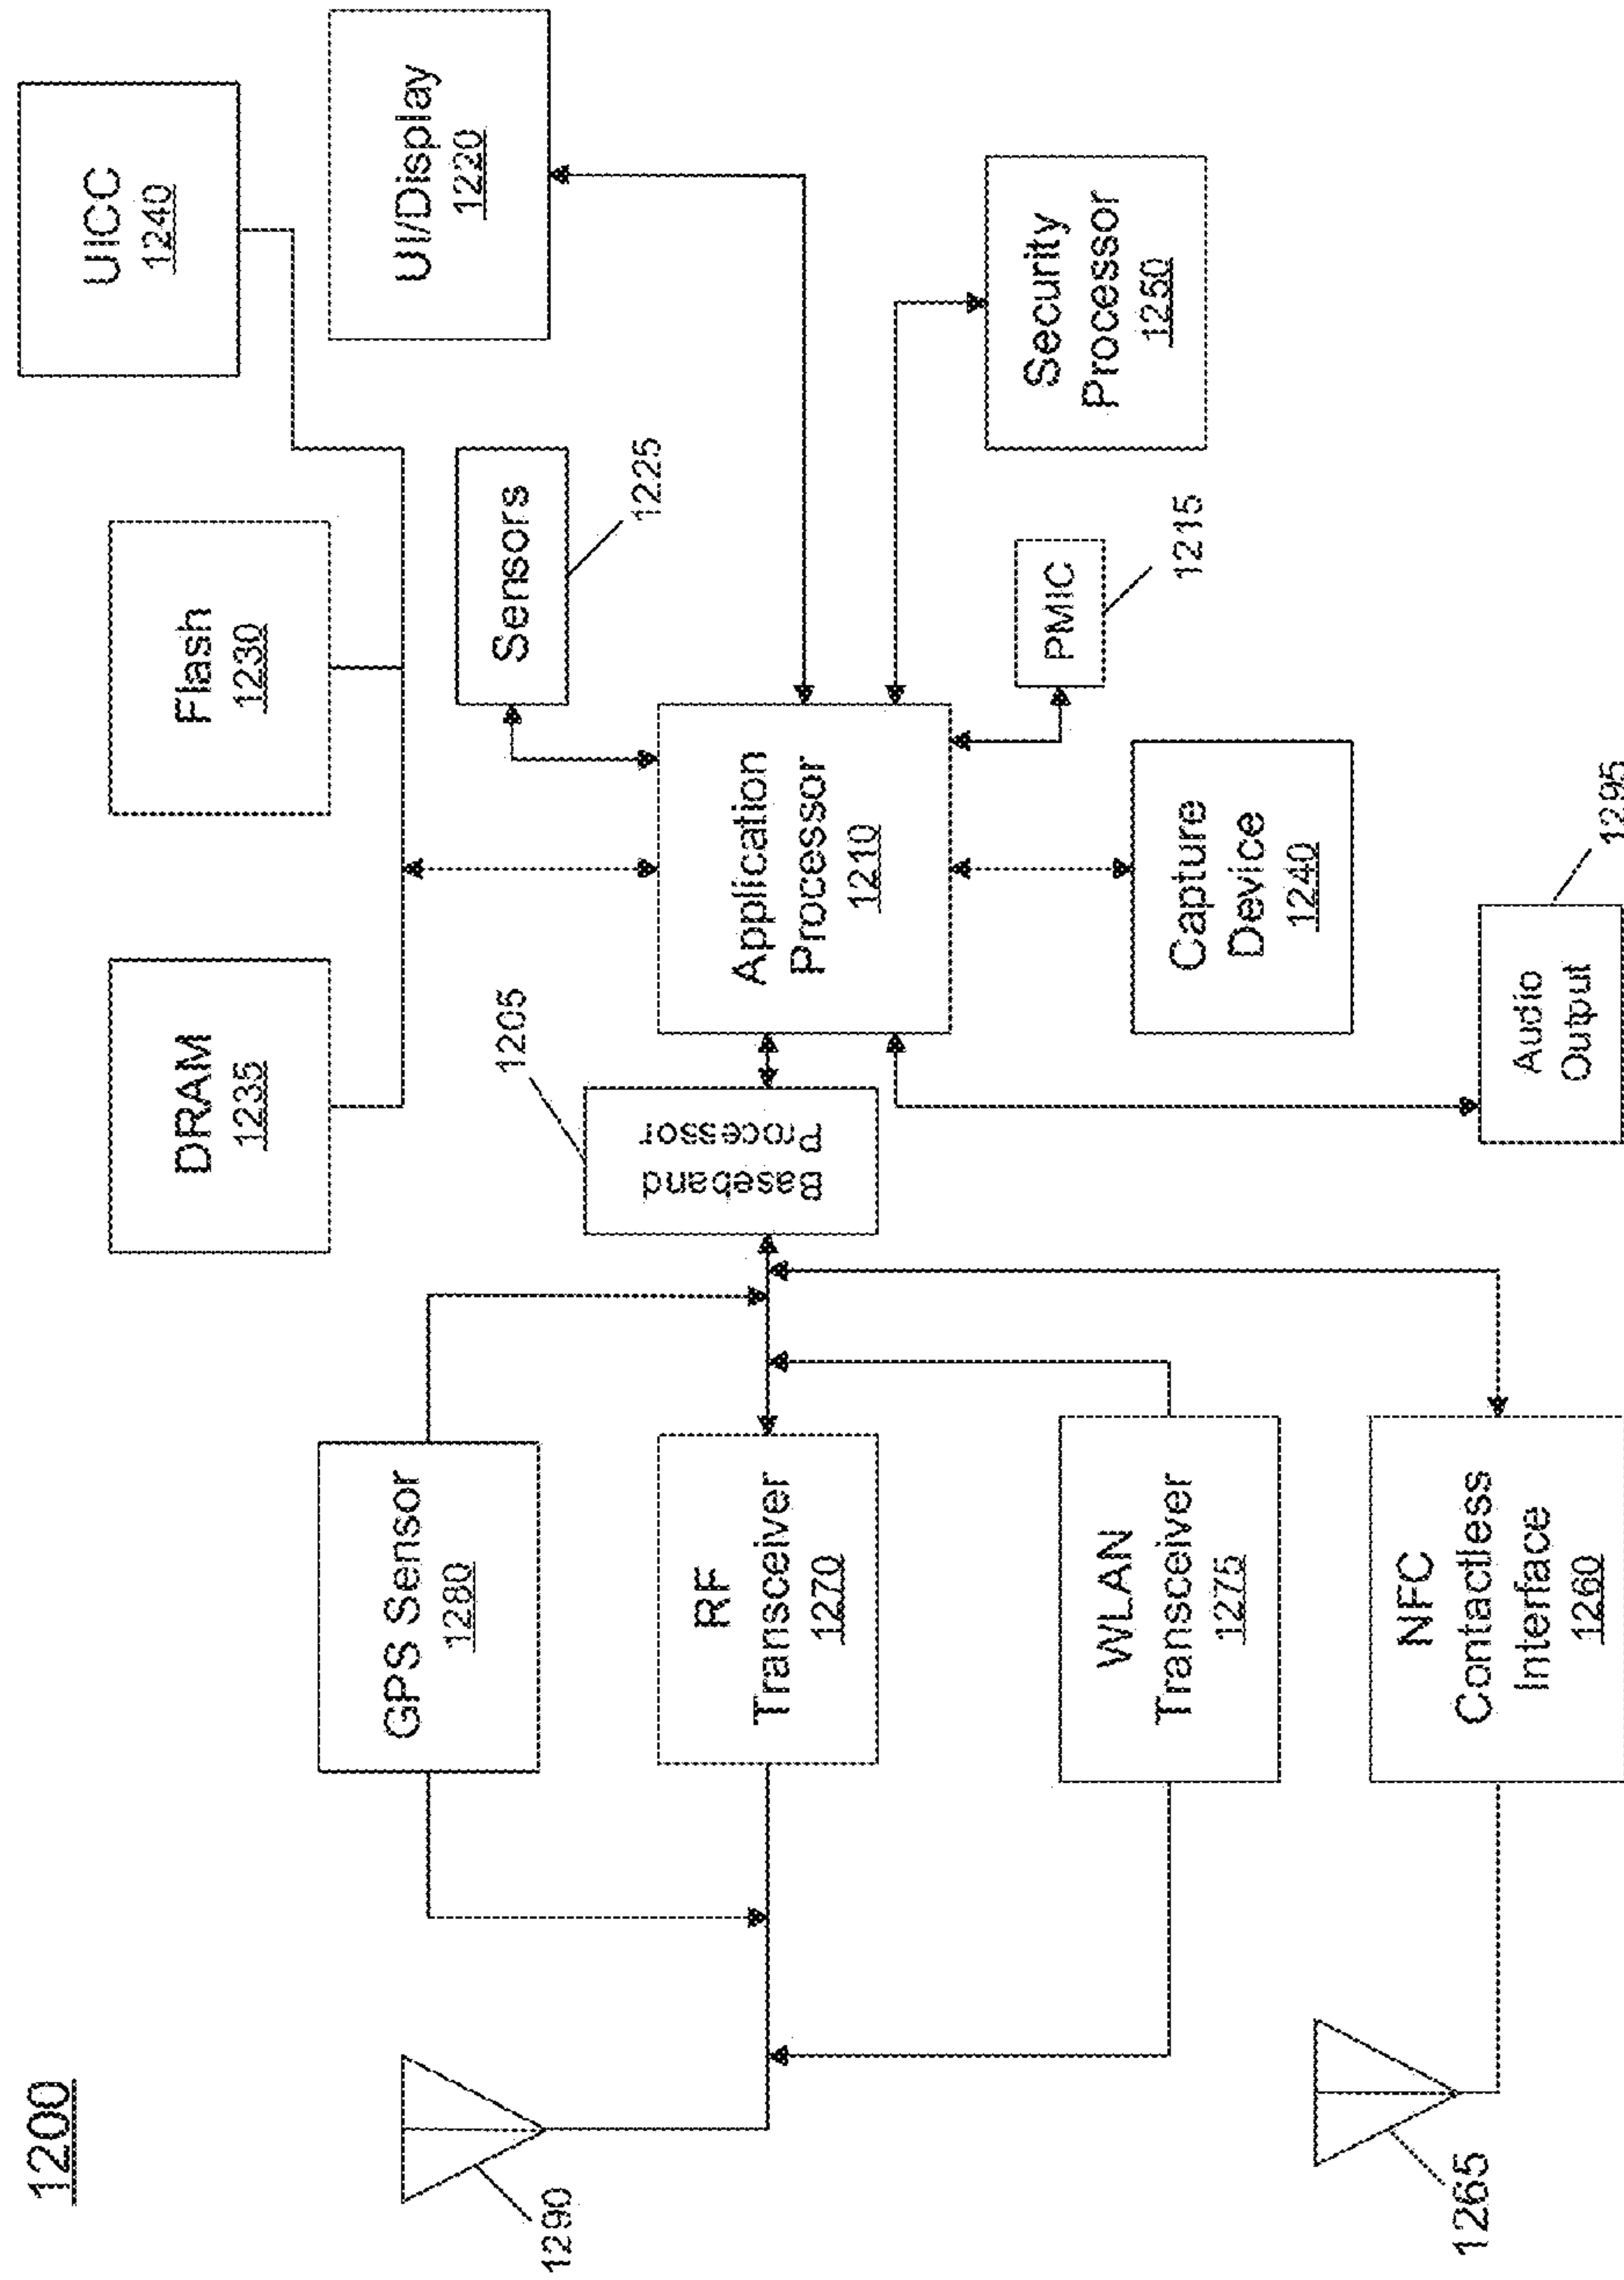 1200
UICC
1240
Flash
1230
DRAM
1235
UI/Display
1220
Sensors
1225
GPS Sensor
1280
1205
1290
Baseband
Processor
Application
Processor
1210
RF
Transceiver
1270
Security
Processor
1250
PMIC
1215
WLAN
Transceiver
1275
Capture
Device
1240
NFC
Contactless
Interface
1260
1265
Audio
Output
1295